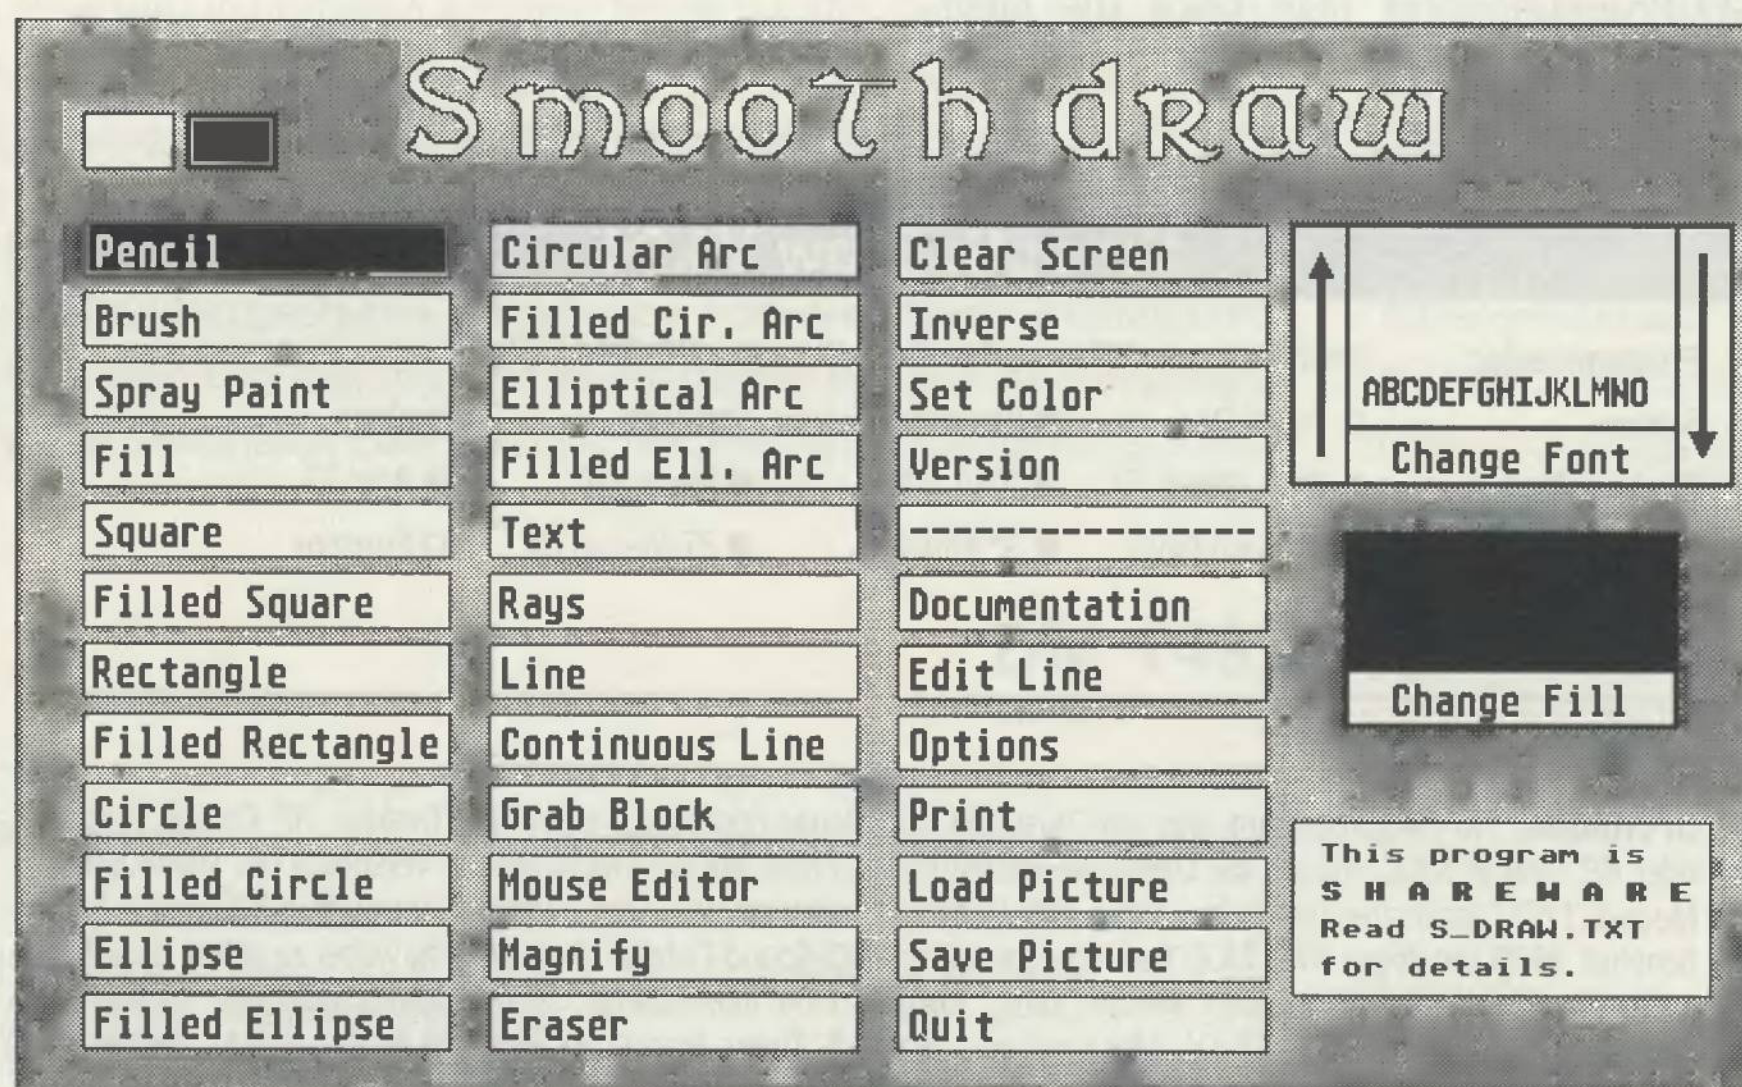 Smooth draw
Pencil
Brush
Spray Paint
Fill
Square
Filled Square
Rectangle
Filled Rectangle
Circle
Filled Circle
Ellipse
Filled Ellipse
Circular Arc
Filled Cir. Arc
Elliptical Arc
Filled Ell. Arc
Text
Rays
Line
Continuous Line
Grab Block
Mouse Editor
Magnify
Eraser
Clear Screen
Inverse
Set Color
Version
----------------
Documentation
Edit Line
Options
Print
Load Picture
Save Picture
Quit
ABCDEFGHIJKLMNO
Change Font
Change Fill
This program is
SHAREWARE
Read S_DRAW.TXT
for details.